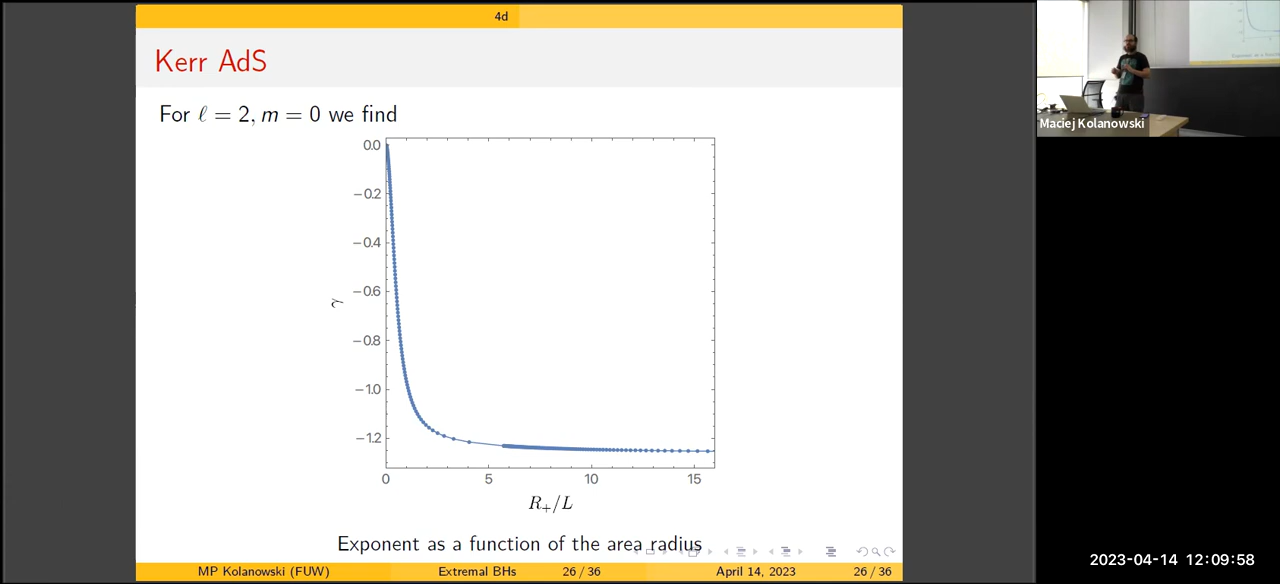 4d
Kerr AdS
For ℓ = 2, m = 0 we find
0.0
−0.2
−0.4
−0.6
−0.8
−1.0
−1.2
γ
0 5 10 15
R₊/L
Exponent as a function of the area radius
MP Kolanowski (FUW) Extremal BHs 26 / 36 April 14, 2023 26 / 36
Maciej Kolanowski
2023-04-14 12:09:58